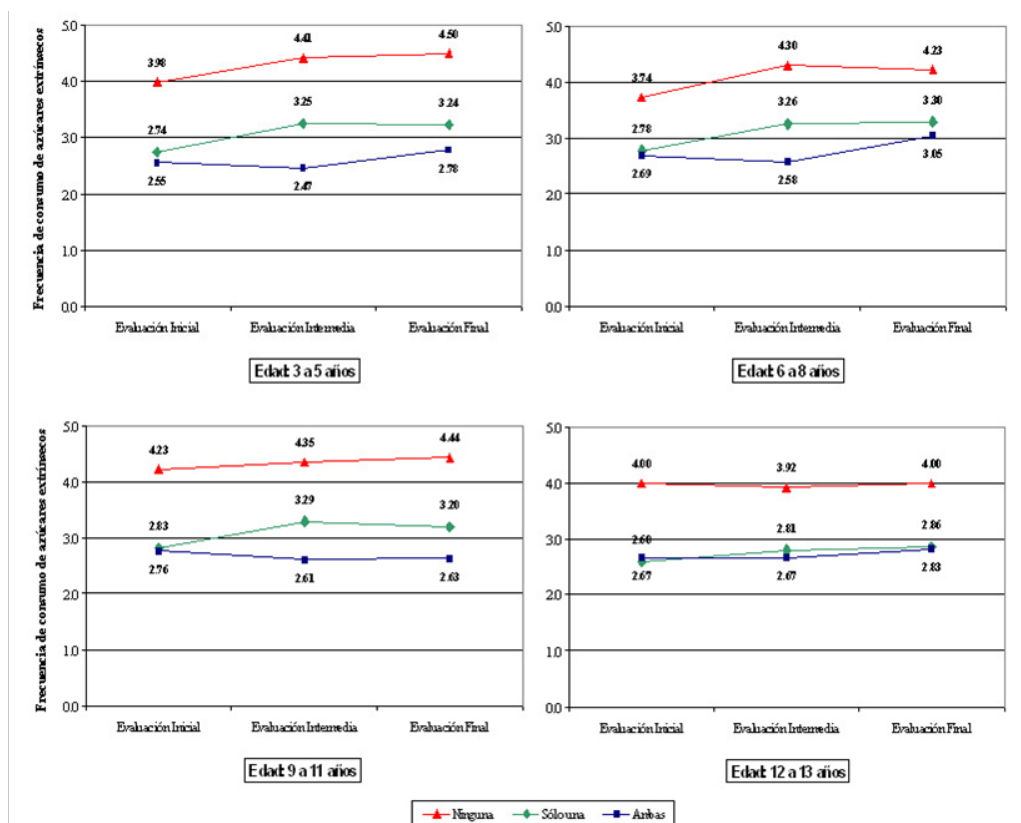 Frecuencia de consumo de azúcares extrínsecos
5.0
4.0
3.0
2.0
1.0
0.0
3.98
4.41
4.50
2.74
3.25
3.24
2.55
2.47
2.78
Evaluación Inicial
Evaluación Intermedia
Evaluación Final
Edad: 3 a 5 años
5.0
4.0
3.0
2.0
1.0
0.0
3.74
4.30
4.23
2.78
3.26
3.30
2.69
2.58
3.05
Evaluación Inicial
Evaluación Intermedia
Evaluación Final
Edad: 6 a 8 años
Frecuencia de consumo de azúcares extrínsecos
5.0
4.0
3.0
2.0
1.0
0.0
4.23
4.35
4.44
2.83
3.29
3.20
2.76
2.61
2.63
Evaluación Inicial
Evaluación Intermedia
Evaluación Final
Edad: 9 a 11 años
5.0
4.0
3.0
2.0
1.0
0.0
4.00
3.92
4.00
2.60
2.81
2.86
2.67
2.67
2.83
Evaluación Inicial
Evaluación Intermedia
Evaluación Final
Edad: 12 a 13 años
Ninguna
Sólo una
Ambas